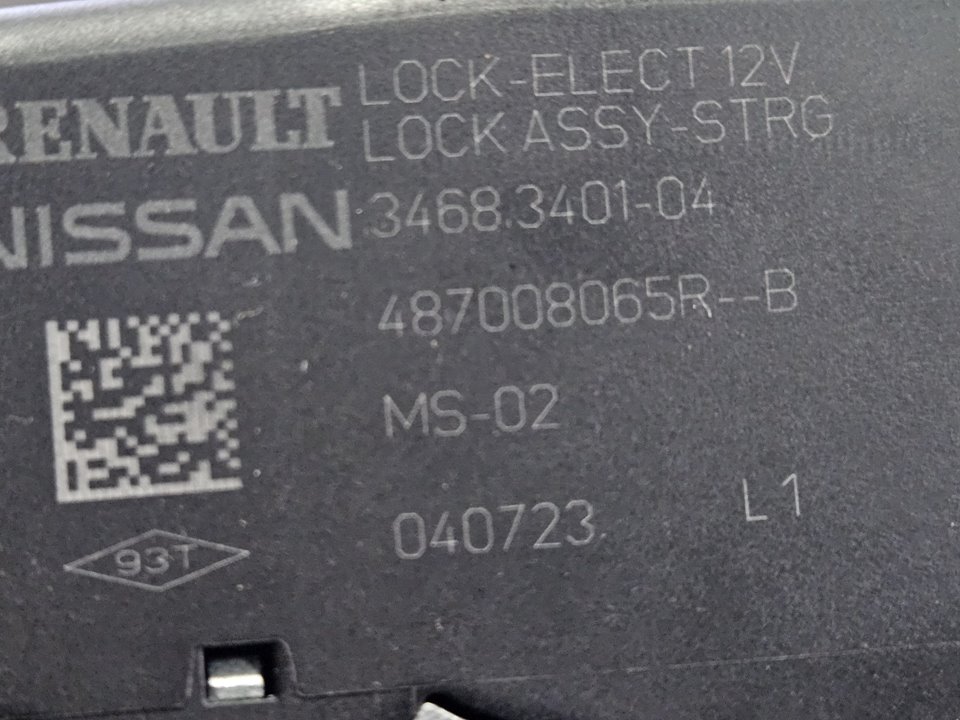 RENAULT LOCK-ELECT 12V
LOCK ASSY-STRG
NISSAN 3468.3401-04
487008065R--B
MS-02
040723
L1
93T